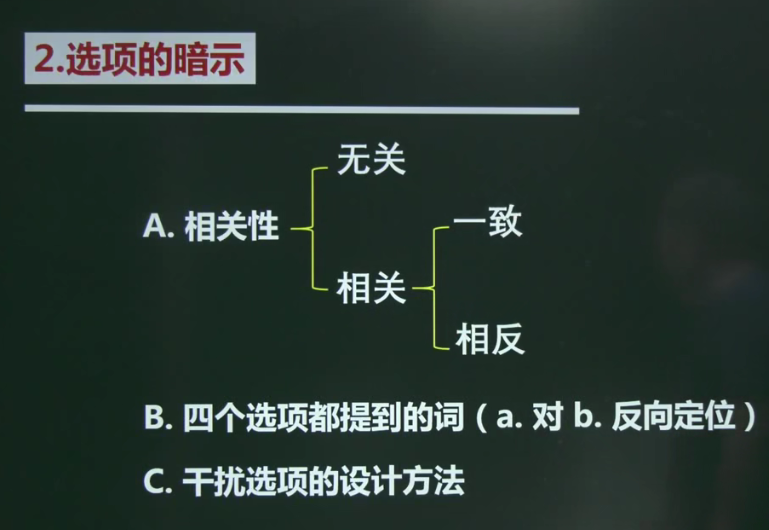 2.选项的暗示
无关
A. 相关性
一致
相关
相反
B. 四个选项都提到的词（a. 对 b. 反向定位）
C. 干扰选项的设计方法